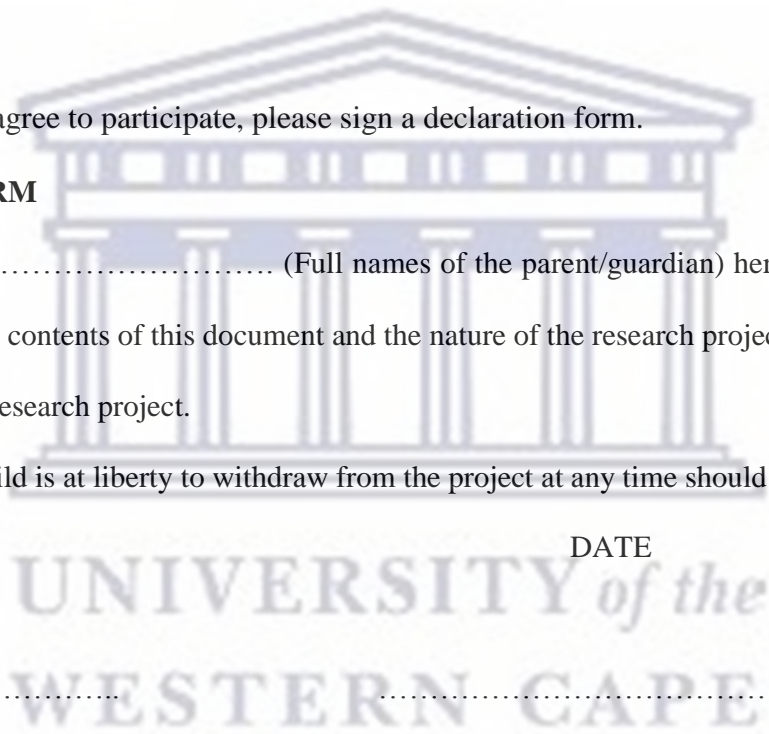 agree to participate, please sign a declaration form.
RM
………………………. (Full names of the parent/guardian) her
contents of this document and the nature of the research projec
esearch project.
ild is at liberty to withdraw from the project at any time should
DATE
UNIVERSITY of the
………….. ……………………………….
WESTERN CAPE